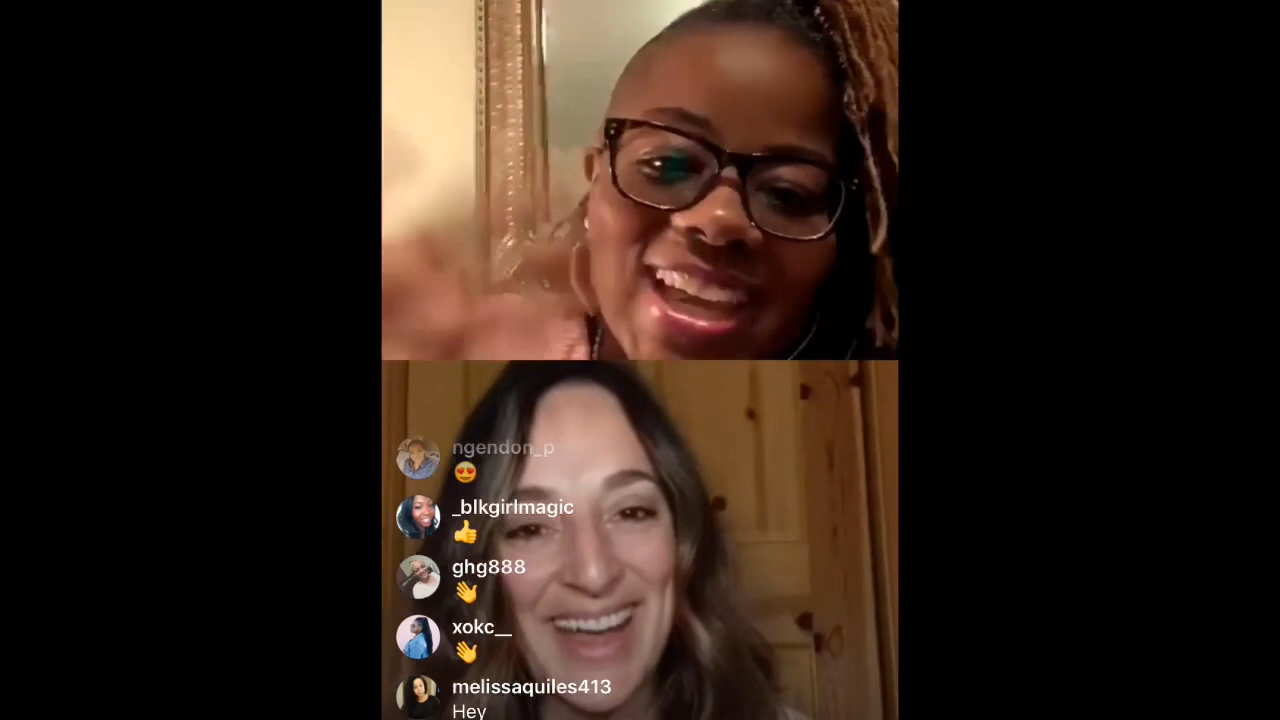 ngendon_p
😍
_blkgirlmagic
👍
ghg888
👋
xokc__
👋
melissaquiles413
Hey